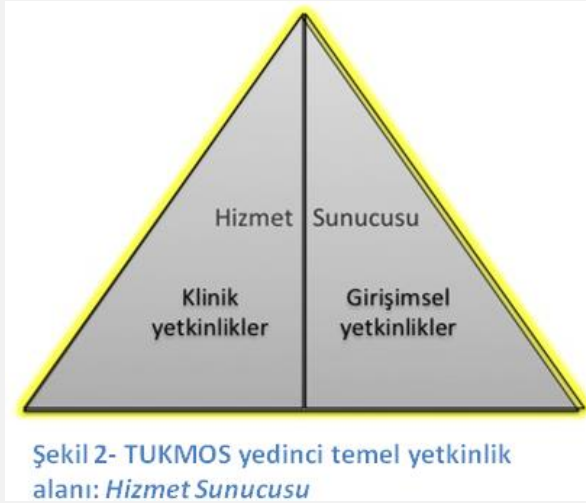 Hizmet Sunucusu
Klinik yetkinlikler
Girişimsel yetkinlikler
Şekil 2- TUKMOS yedinci temel yetkinlik
alanı: Hizmet Sunucusu